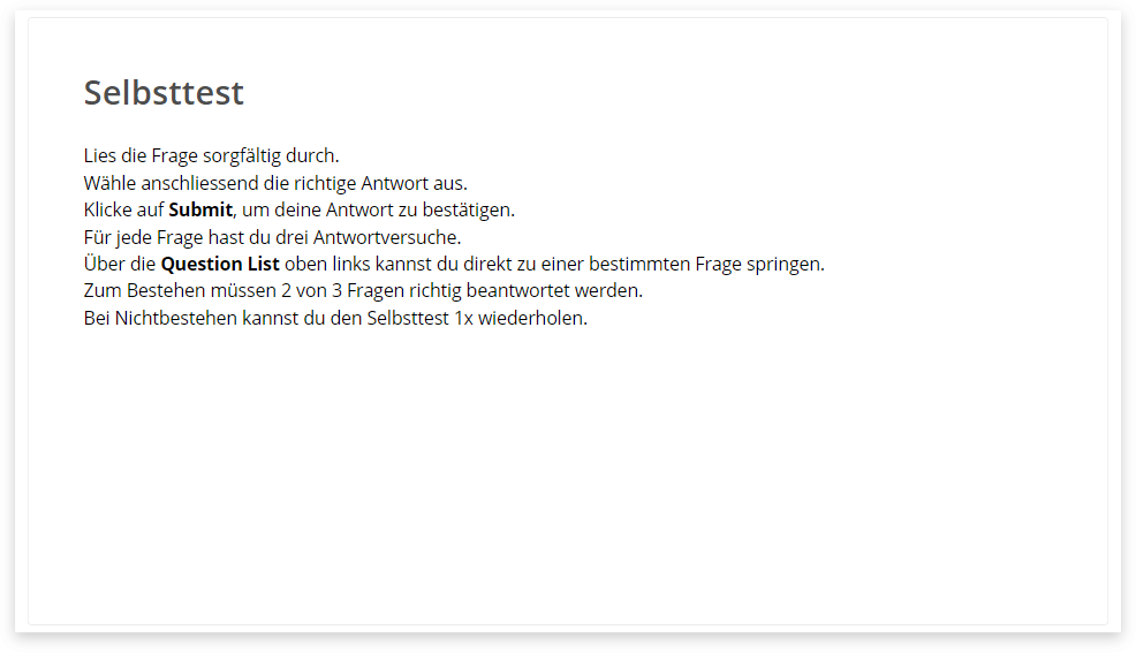 Selbsttest
Lies die Frage sorgfältig durch.
Wähle anschliessend die richtige Antwort aus.
Klicke auf Submit, um deine Antwort zu bestätigen.
Für jede Frage hast du drei Antwortversuche.
Über die Question List oben links kannst du direkt zu einer bestimmten Frage springen.
Zum Bestehen müssen 2 von 3 Fragen richtig beantwortet werden.
Bei Nichtbestehen kannst du den Selbsttest 1x wiederholen.